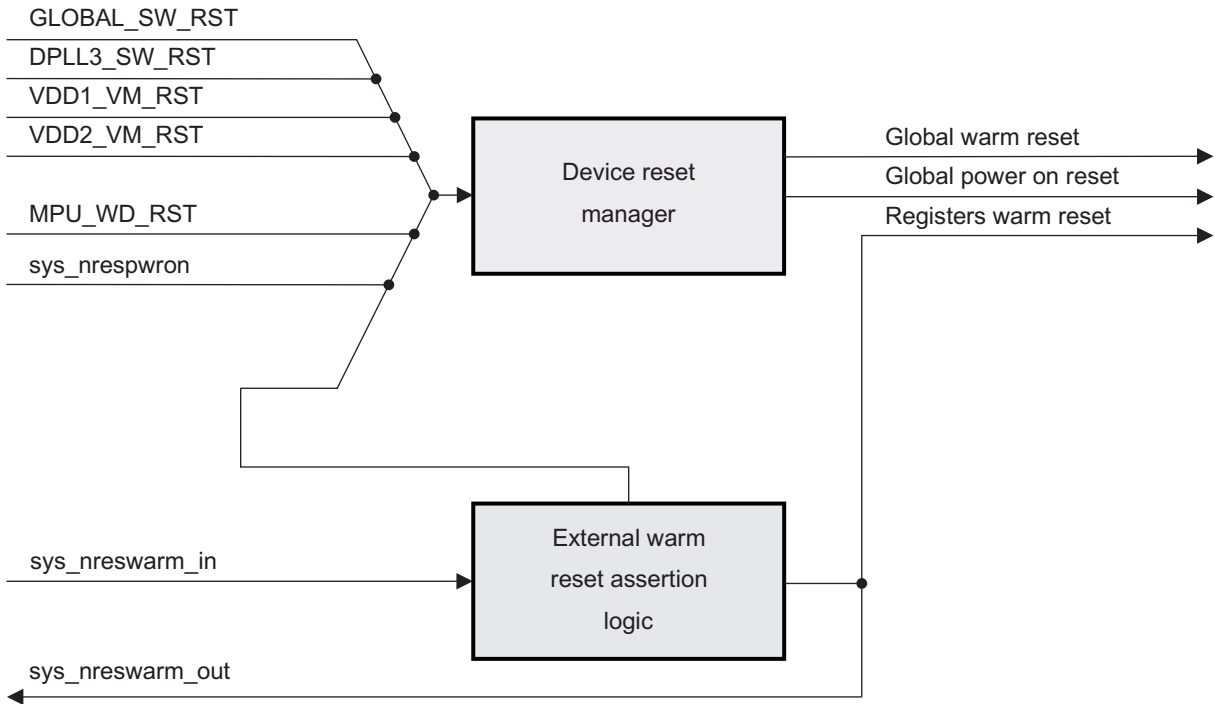 GLOBAL_SW_RST
DPLL3_SW_RST
VDD1_VM_RST
VDD2_VM_RST
MPU_WD_RST
sys_nrespwron
Device reset
manager
Global warm reset
Global power on reset
Registers warm reset
sys_nreswarm_in
External warm
reset assertion
logic
sys_nreswarm_out